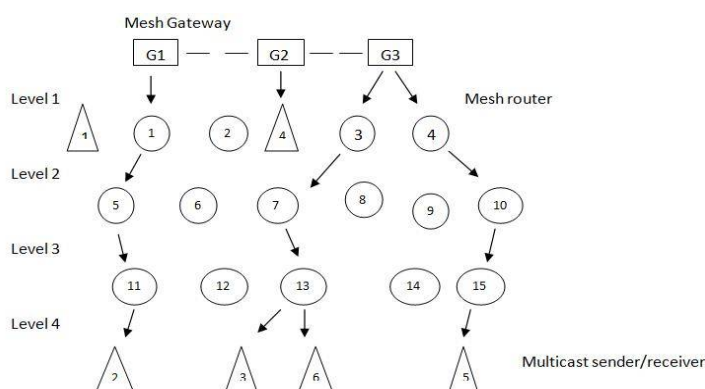 Mesh Gateway
G1 G2 G3
Level 1
Mesh router
1 1 2 4 3 4
Level 2
5 6 7 8 9 10
Level 3
11 12 13 14 15
Level 4
2 3 6 5
Multicast sender/receiver